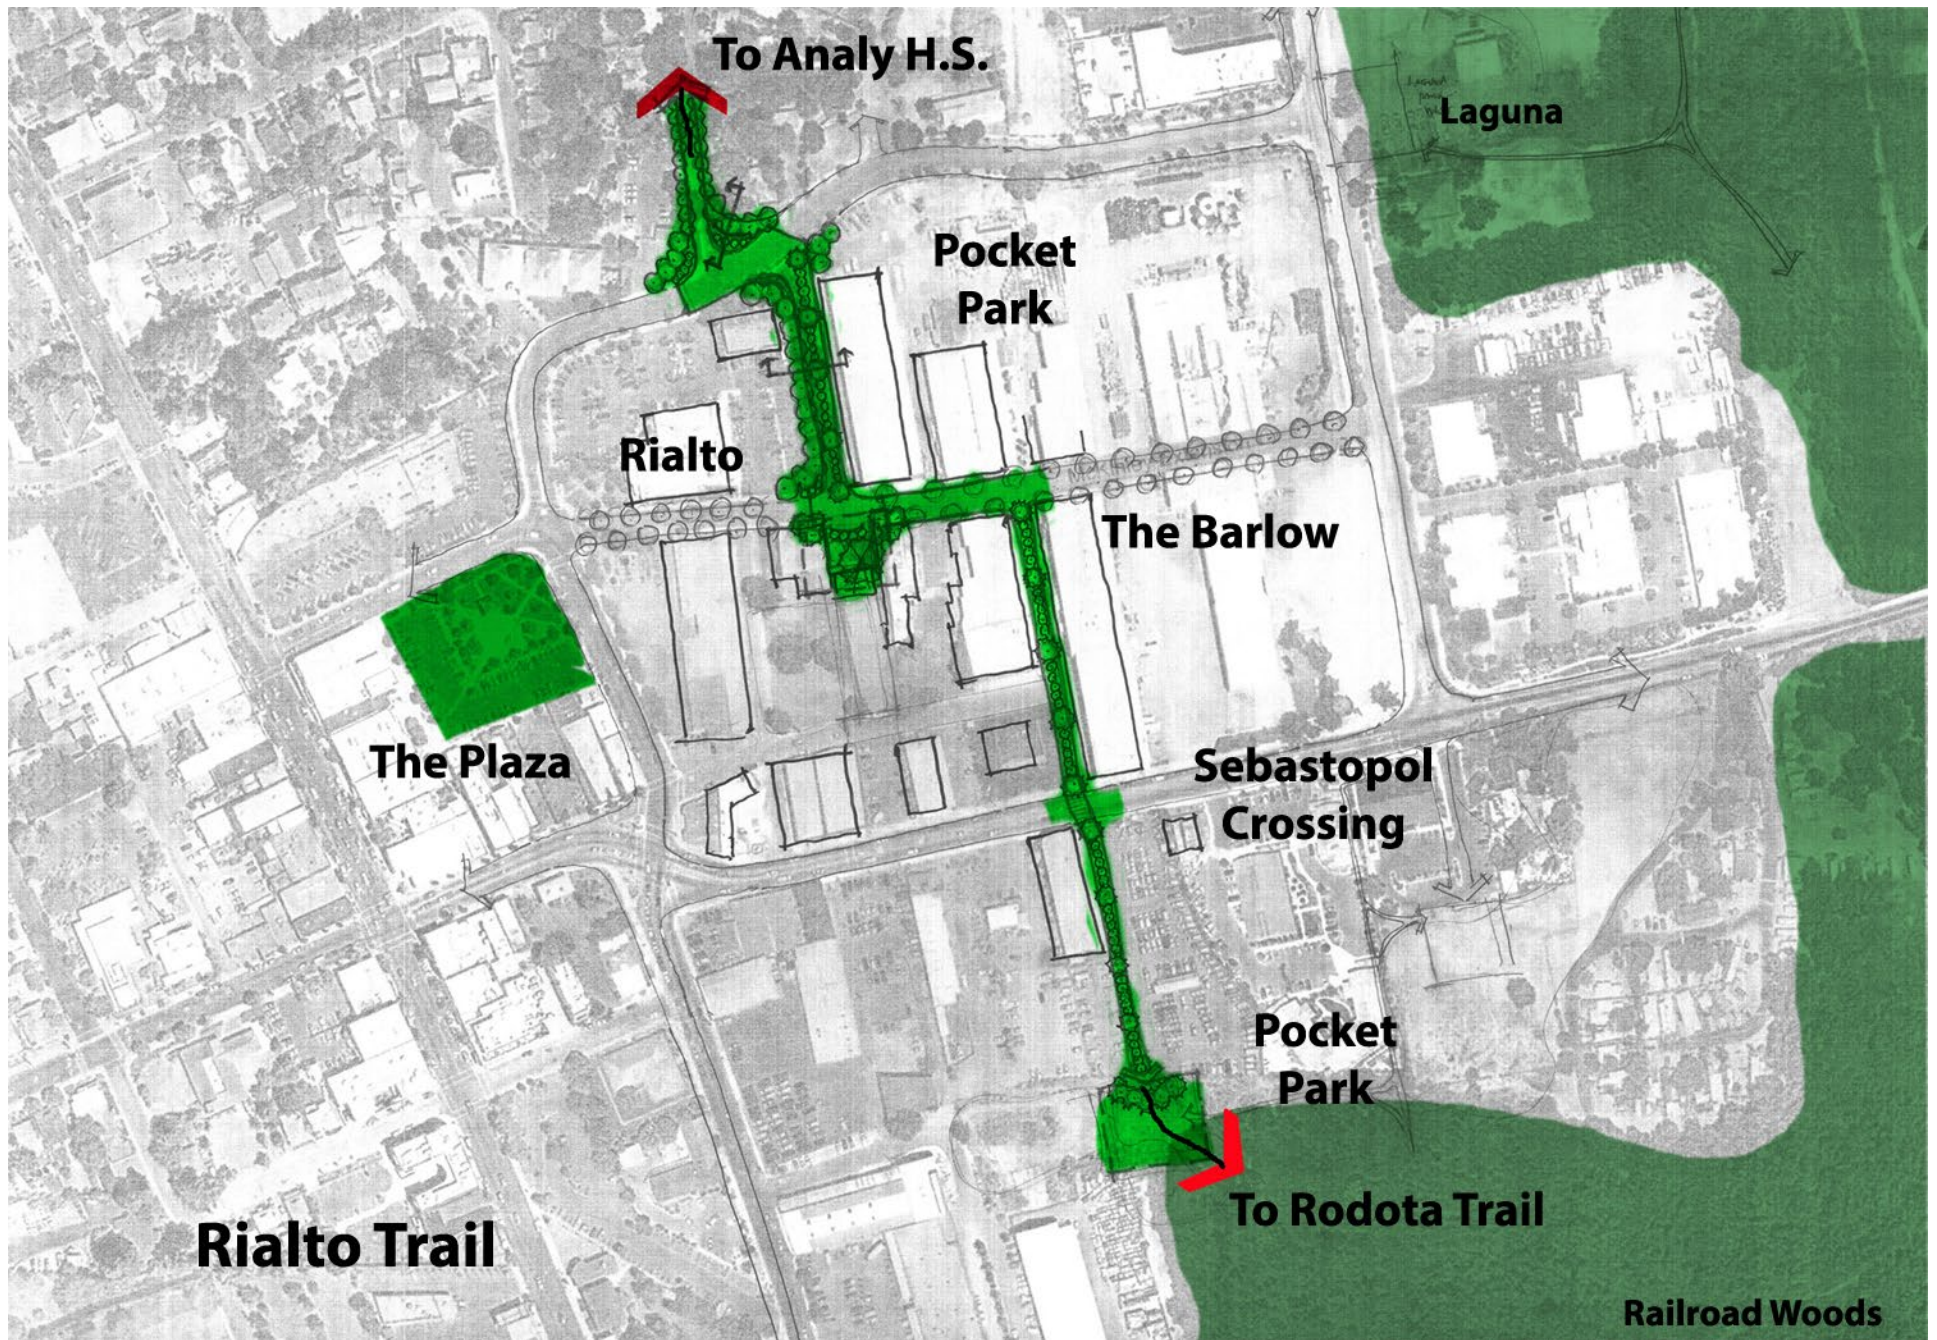 To Analy H.S.
Laguna
Pocket
Park
Rialto
The Barlow
The Plaza
Sebastopol
Crossing
Pocket
Park
To Rodota Trail
Rialto Trail
Railroad Woods